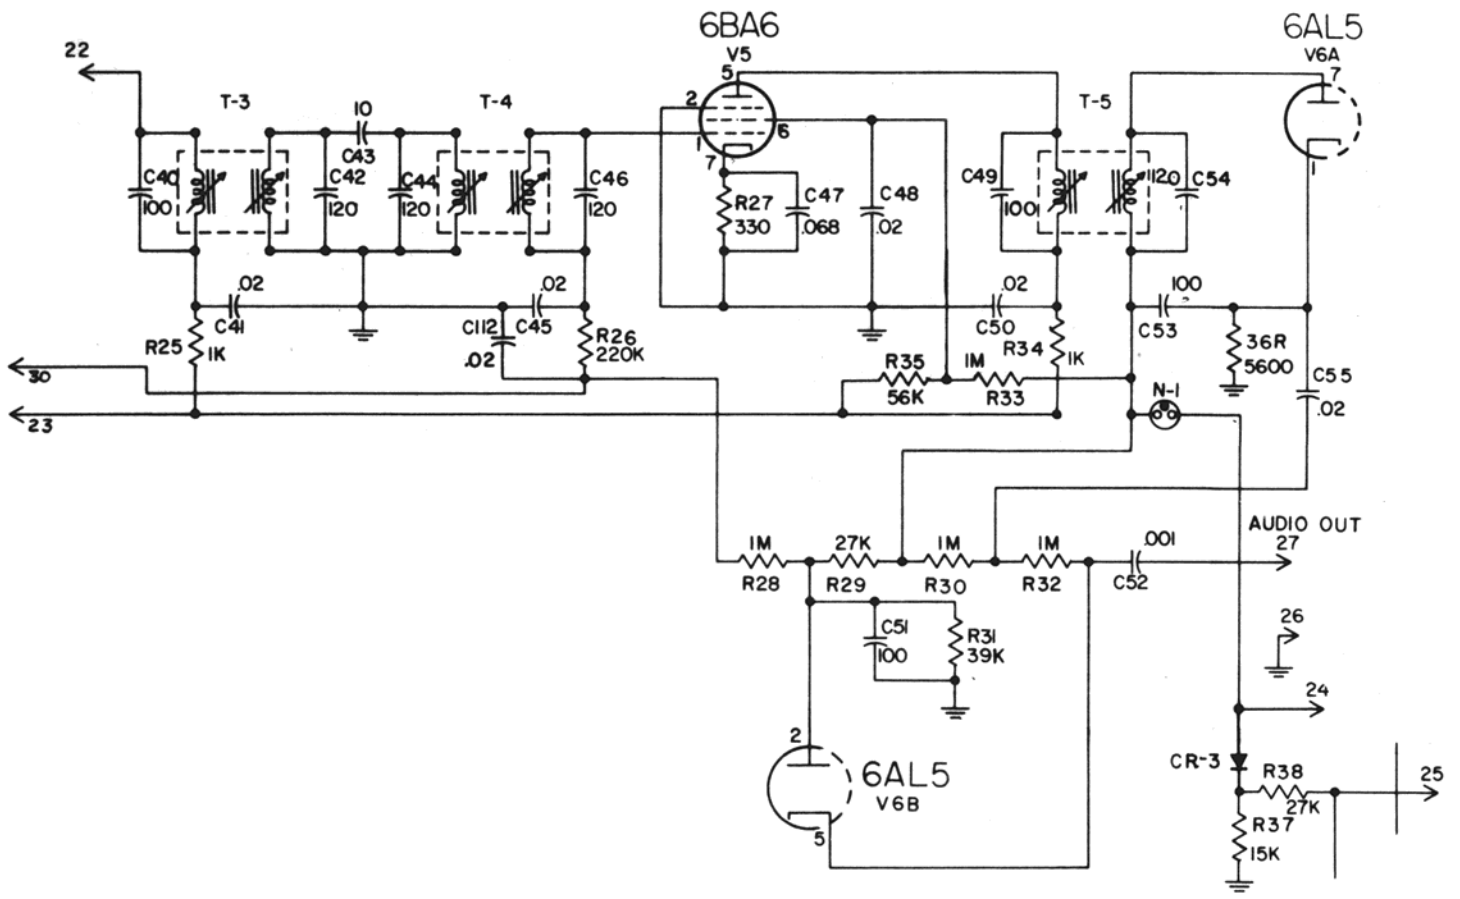 6BA6
V5
6AL5
V6A
22
T-3
10
C43
T-4
5
2
6
1
7
T-5
7
1
C40
100
C42
120
C44
120
C46
120
R27
330
C47
.068
C48
.02
C49
100
120
C54
.02
C41
R25
1K
C112
.02
.02
C45
R26
220K
.02
C50
R34
1K
100
C53
36R
5600
C55
.02
30
23
R35
56K
1M
R33
N-1
1M
R28
27K
R29
1M
R30
1M
R32
.001
C52
AUDIO OUT
27
C51
100
R31
39K
26
24
2
6AL5
V6B
5
CR-3
R38
27K
25
R37
15K